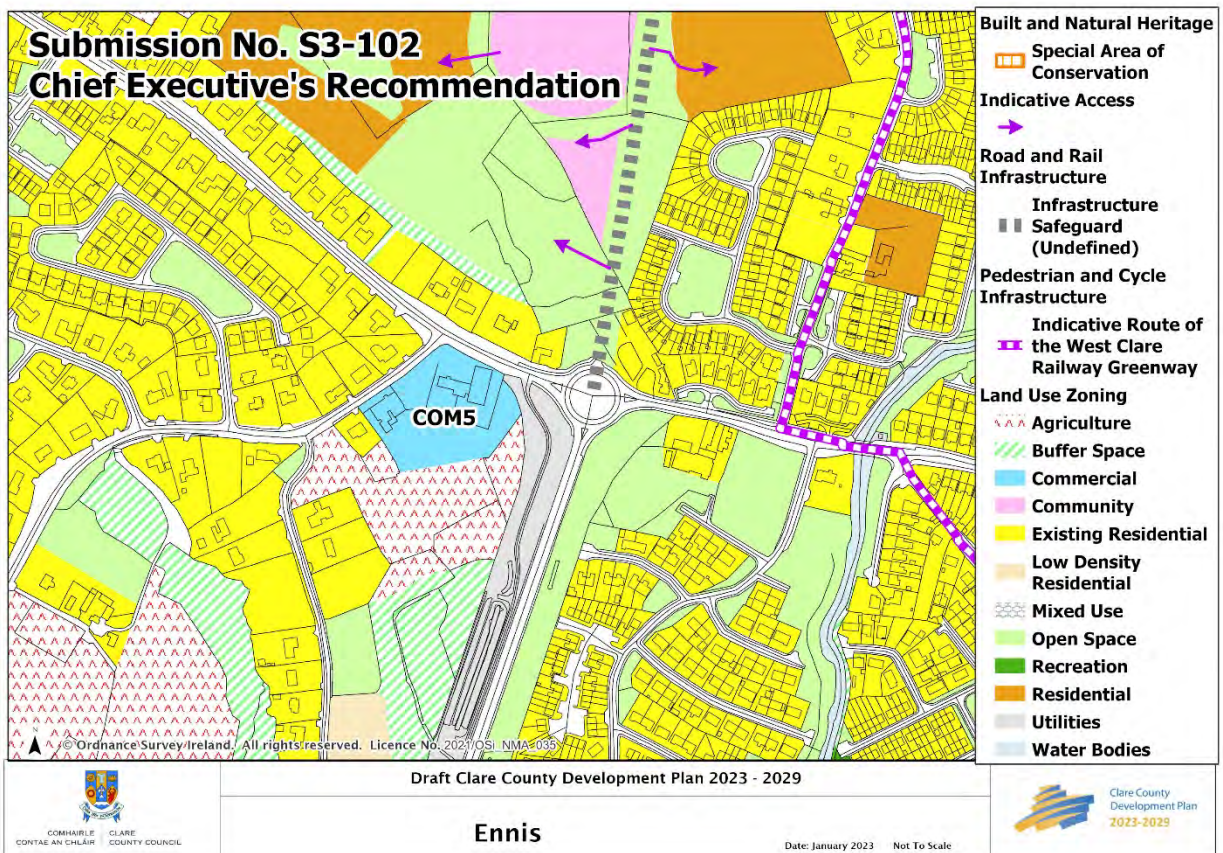 Submission No. S3-102
Chief Executive's Recommendation
COM5
© Ordnance Survey Ireland. All rights reserved. Licence No. 2021/OSI_NMA_035
N
Built and Natural Heritage
Special Area of
Conservation
Indicative Access
Road and Rail
Infrastructure
Infrastructure
Safeguard
(Undefined)
Pedestrian and Cycle
Infrastructure
Indicative Route of
the West Clare
Railway Greenway
Land Use Zoning
Agriculture
Buffer Space
Commercial
Community
Existing Residential
Low Density
Residential
Mixed Use
Open Space
Recreation
Residential
Utilities
Water Bodies
COMHAIRLE
CONTAE AN CHLÁIR
CLARE
COUNTY COUNCIL
Draft Clare County Development Plan 2023 - 2029
Ennis
Date: January 2023 Not To Scale
Clare County
Development Plan
2023-2029